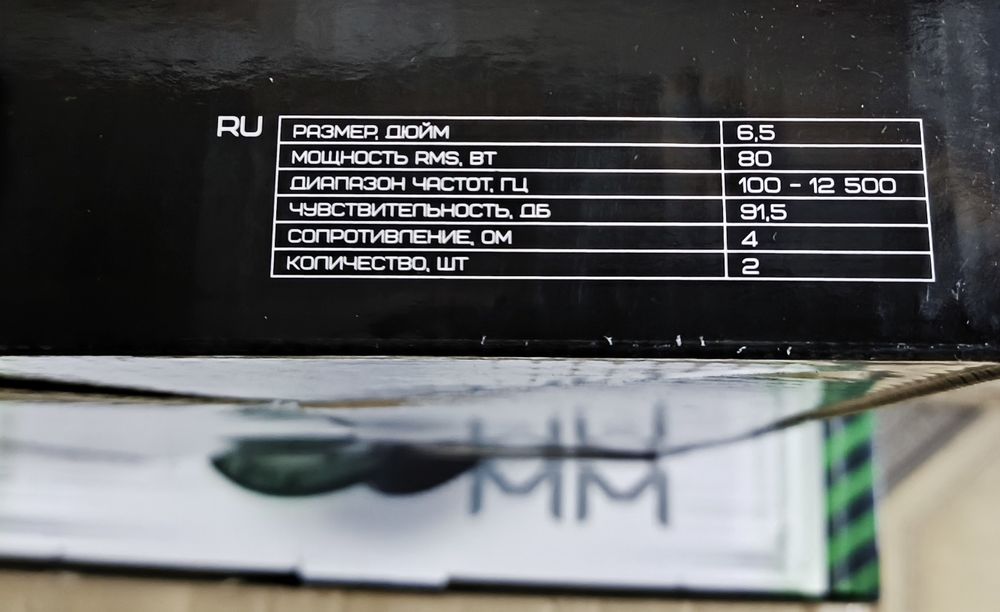 RU
РАЗМЕР, ДЮЙМ 6,5
МОЩНОСТЬ RMS, ВТ 80
ДИАПАЗОН ЧАСТОТ, ГЦ 100 - 12 500
ЧУВСТВИТЕЛЬНОСТЬ, ДБ 91,5
СОПРОТИВЛЕНИЕ, ОМ 4
КОЛИЧЕСТВО, ШТ 2